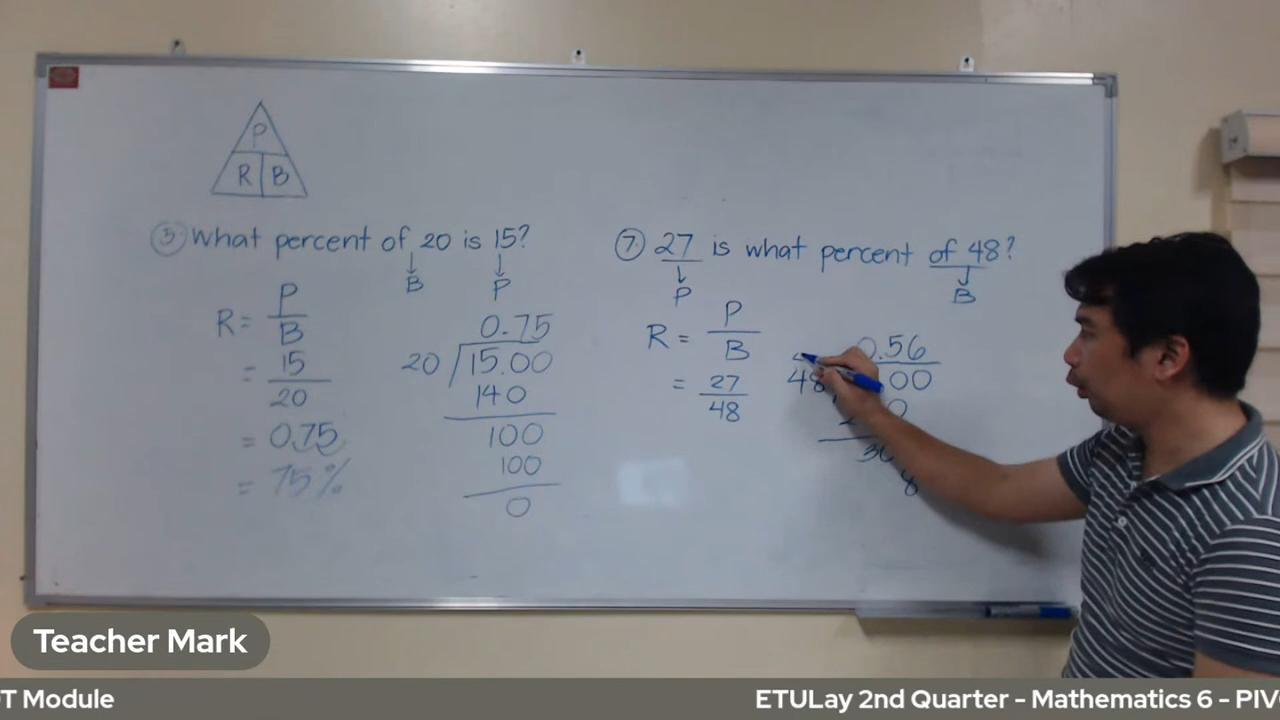 P
R B
5. What percent of 20 is 15?
B P
R = P
B
= 15
20
= 0.75
= 75%
0.75
20 15.00
140
100
100
0
7. 27 is what percent of 48?
P B
R = P
B
= 27
48
0.56
48 00
0
8
Teacher Mark
OT Module
ETULay 2nd Quarter - Mathematics 6 - PIV